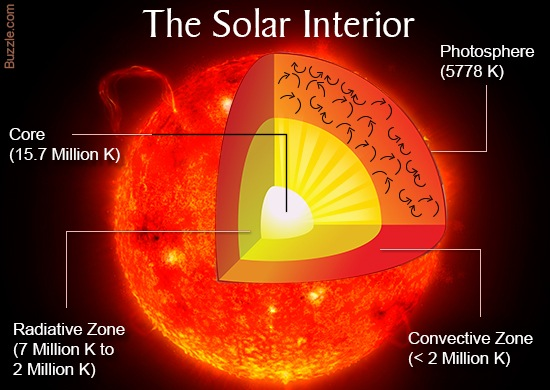 Buzzle.com
The Solar Interior
Photosphere
(5778 K)
Core
(15.7 Million K)
Radiative Zone
(7 Million K to
2 Million K)
Convective Zone
(< 2 Million K)